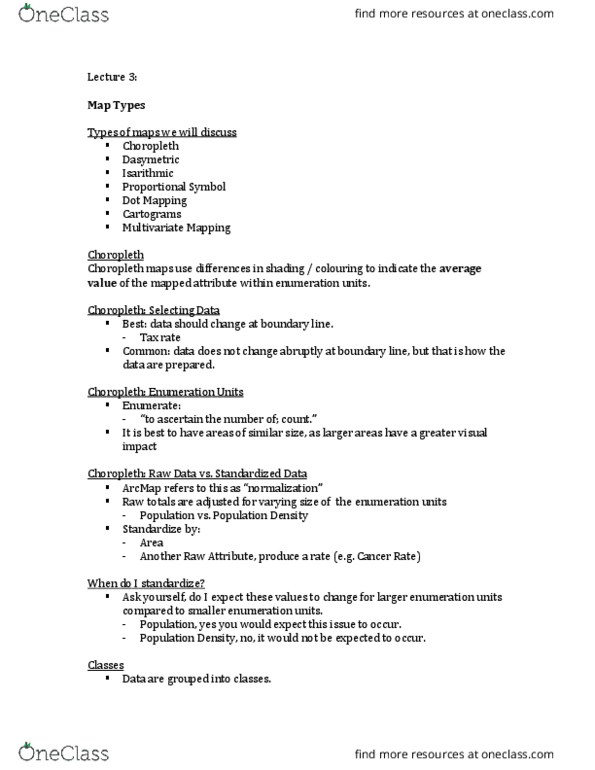 OneClass
find more resources at oneclass.com
Lecture 3:
Map Types
Types of maps we will discuss
▪ Choropleth
▪ Dasymetric
▪ Isarithmic
▪ Proportional Symbol
▪ Dot Mapping
▪ Cartograms
▪ Multivariate Mapping
Choropleth
Choropleth maps use differences in shading / colouring to indicate the average
value of the mapped attribute within enumeration units.
Choropleth: Selecting Data
▪ Best: data should change at boundary line.
- Tax rate
▪ Common: data does not change abruptly at boundary line, but that is how the
data are prepared.
Choropleth: Enumeration Units
▪ Enumerate:
- “to ascertain the number of; count.”
▪ It is best to have areas of similar size, as larger areas have a greater visual
impact
Choropleth: Raw Data vs. Standardized Data
▪ ArcMap refers to this as “normalization”
▪ Raw totals are adjusted for varying size of the enumeration units
- Population vs. Population Density
▪ Standardize by:
- Area
- Another Raw Attribute, produce a rate (e.g. Cancer Rate)
When do I standardize?
▪ Ask yourself, do I expect these values to change for larger enumeration units
compared to smaller enumeration units.
- Population, yes you would expect this issue to occur.
- Population Density, no, it would not be expected to occur.
Classes
▪ Data are grouped into classes.
OneClass
find more resources at oneclass.com